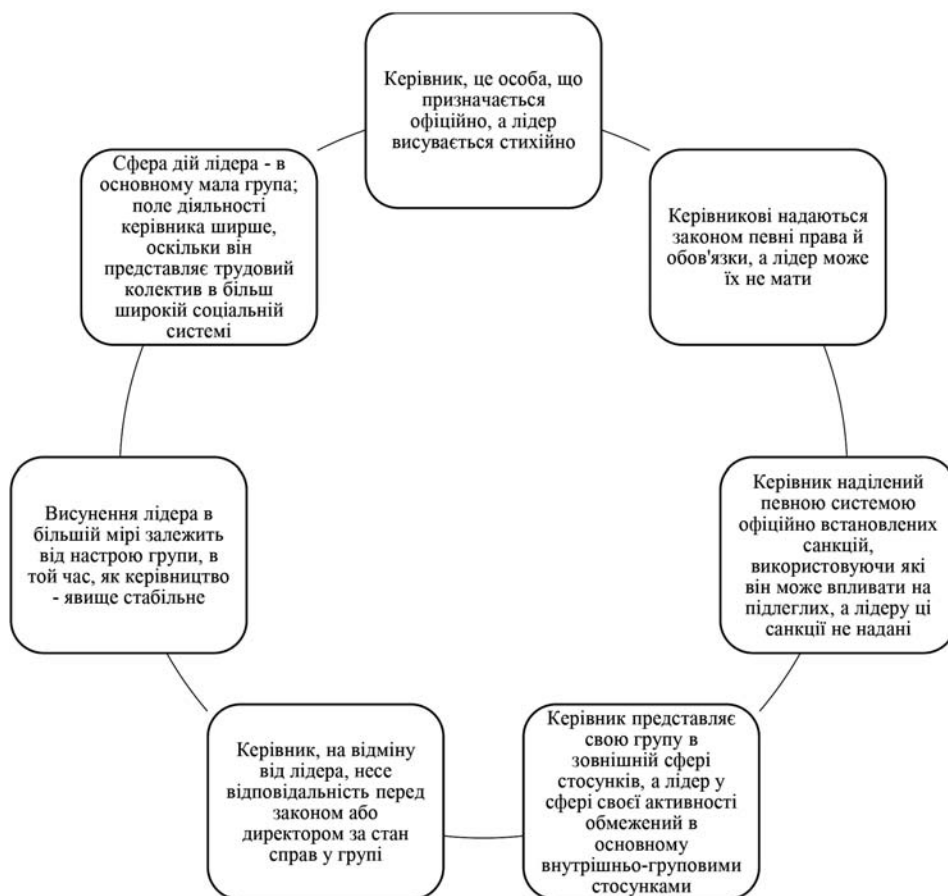 Керівник, це особа, що
призначається
офіційно, а лідер
висувається стихійно
Керівникові надаються
законом певні права й
обов'язки, а лідер може
їх не мати
Керівник наділений
певною системою
офіційно встановлених
санкцій,
використовуючи які
він може впливати на
підлеглих, а лідеру ці
санкції не надані
Керівник представляє
свою групу в
зовнішній сфері
стосунків, а лідер у
сфері своєї активності
обмежений в
основному
внутрішньо-груповими
стосунками
Керівник, на відміну
від лідера, несе
відповідальність перед
законом або
директором за стан
справ у групі
Висунення лідера в
більшій мірі залежить
від настрою групи, в
той час, як керівництво
- явище стабільне
Сфера дій лідера - в
основному мала група;
поле діяльності
керівника ширше,
оскільки він
представляє трудовий
колектив в більш
широкій соціальній
системі